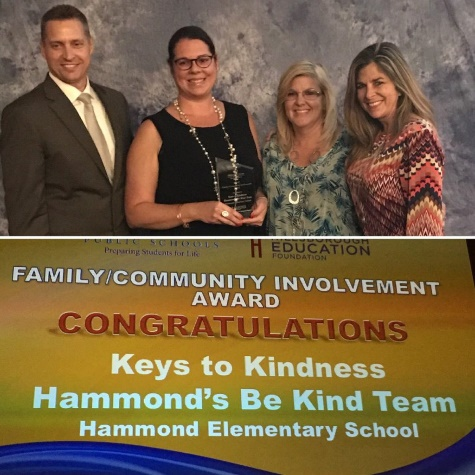 PUBLIC SCHOOLS
Preparing Students for Life
EDUCATION
FOUNDATION
FAMILY/COMMUNITY INVOLVEMENT
AWARD
CONGRATULATIONS
Keys to Kindness
Hammond's Be Kind Team
Hammond Elementary School